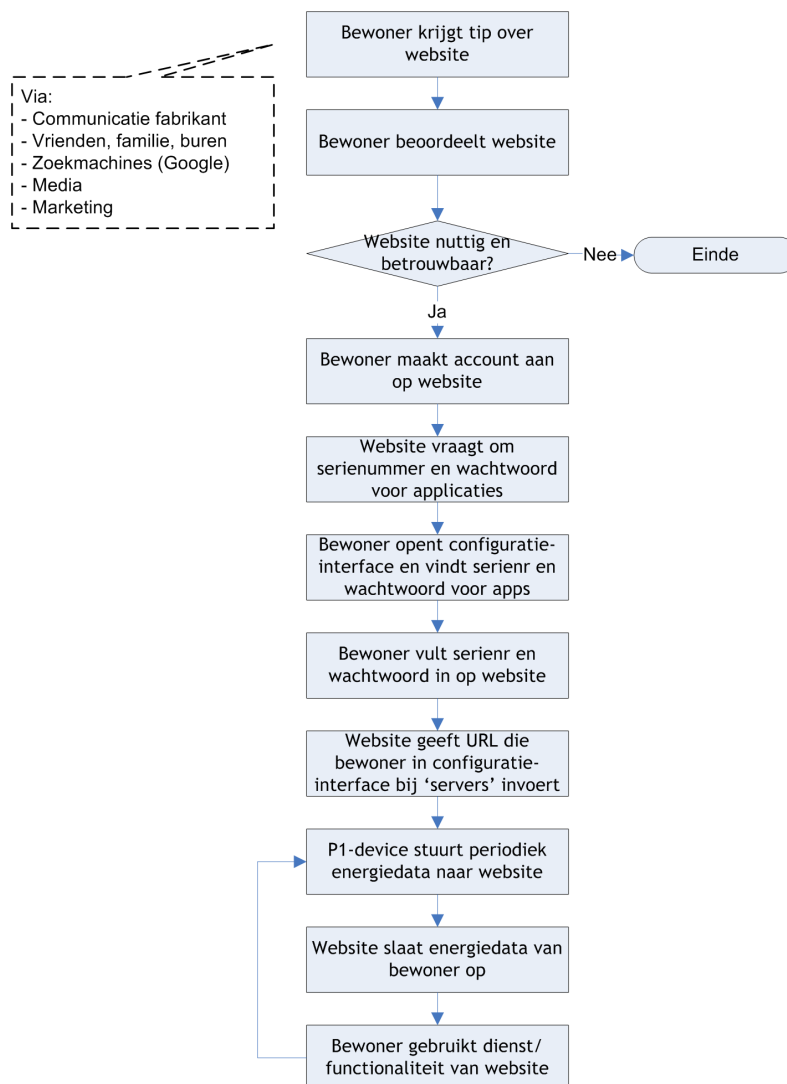 Bewoner krijgt tip over
website
Via:
- Communicatie fabrikant
- Vrienden, familie, buren
- Zoekmachines (Google)
- Media
- Marketing
Bewoner beoordeelt website
Website nuttig en
betrouwbaar?
Nee
Einde
Ja
Bewoner maakt account aan
op website
Website vraagt om
serienummer en wachtwoord
voor applicaties
Bewoner opent configuratie-
interface en vindt serienr en
wachtwoord voor apps
Bewoner vult serienr en
wachtwoord in op website
Website geeft URL die
bewoner in configuratie-
interface bij ‘servers’ invoert
P1-device stuurt periodiek
energiedata naar website
Website slaat energiedata van
bewoner op
Bewoner gebruikt dienst/
functionaliteit van website